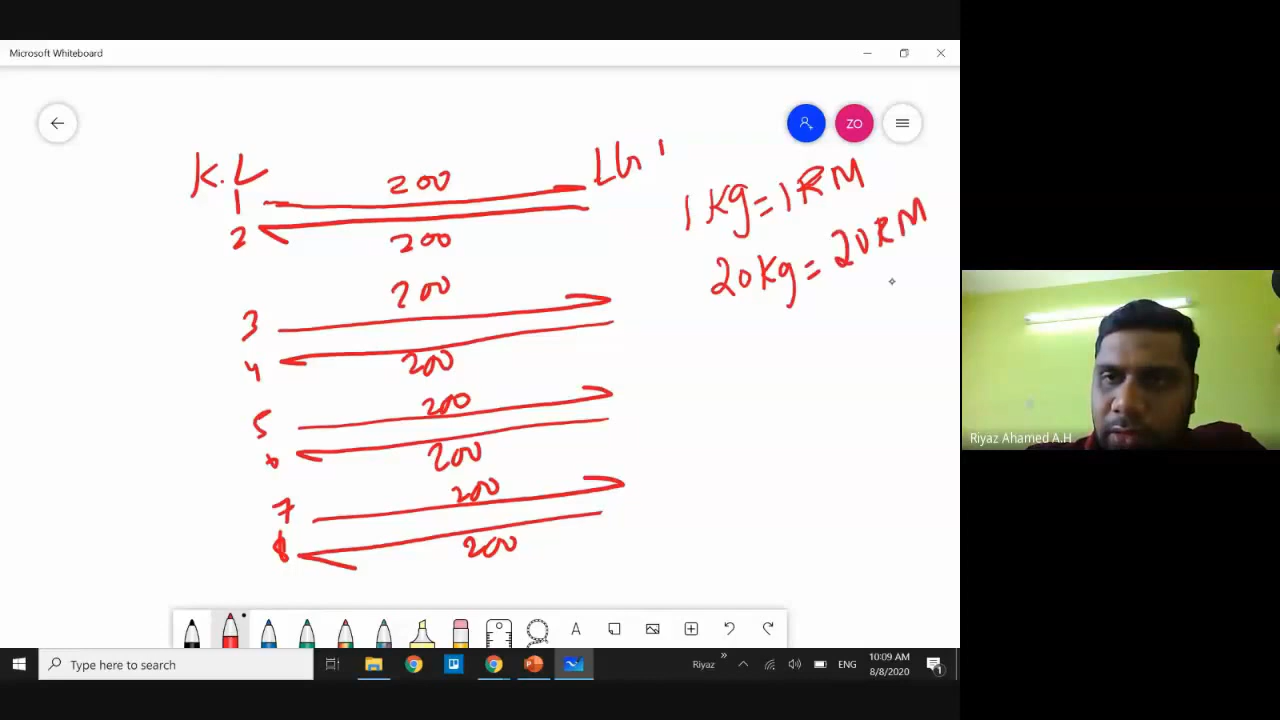 Microsoft Whiteboard
ZO
K.L
200
1
2
200
1 Kg = 1 RM
20 Kg = 20 RM
200
3
4
200
200
5
6
200
200
7
8
200
Riyaz Ahamed A.H
A
Type here to search
Riyaz
ENG
10:09 AM
8/8/2020
1